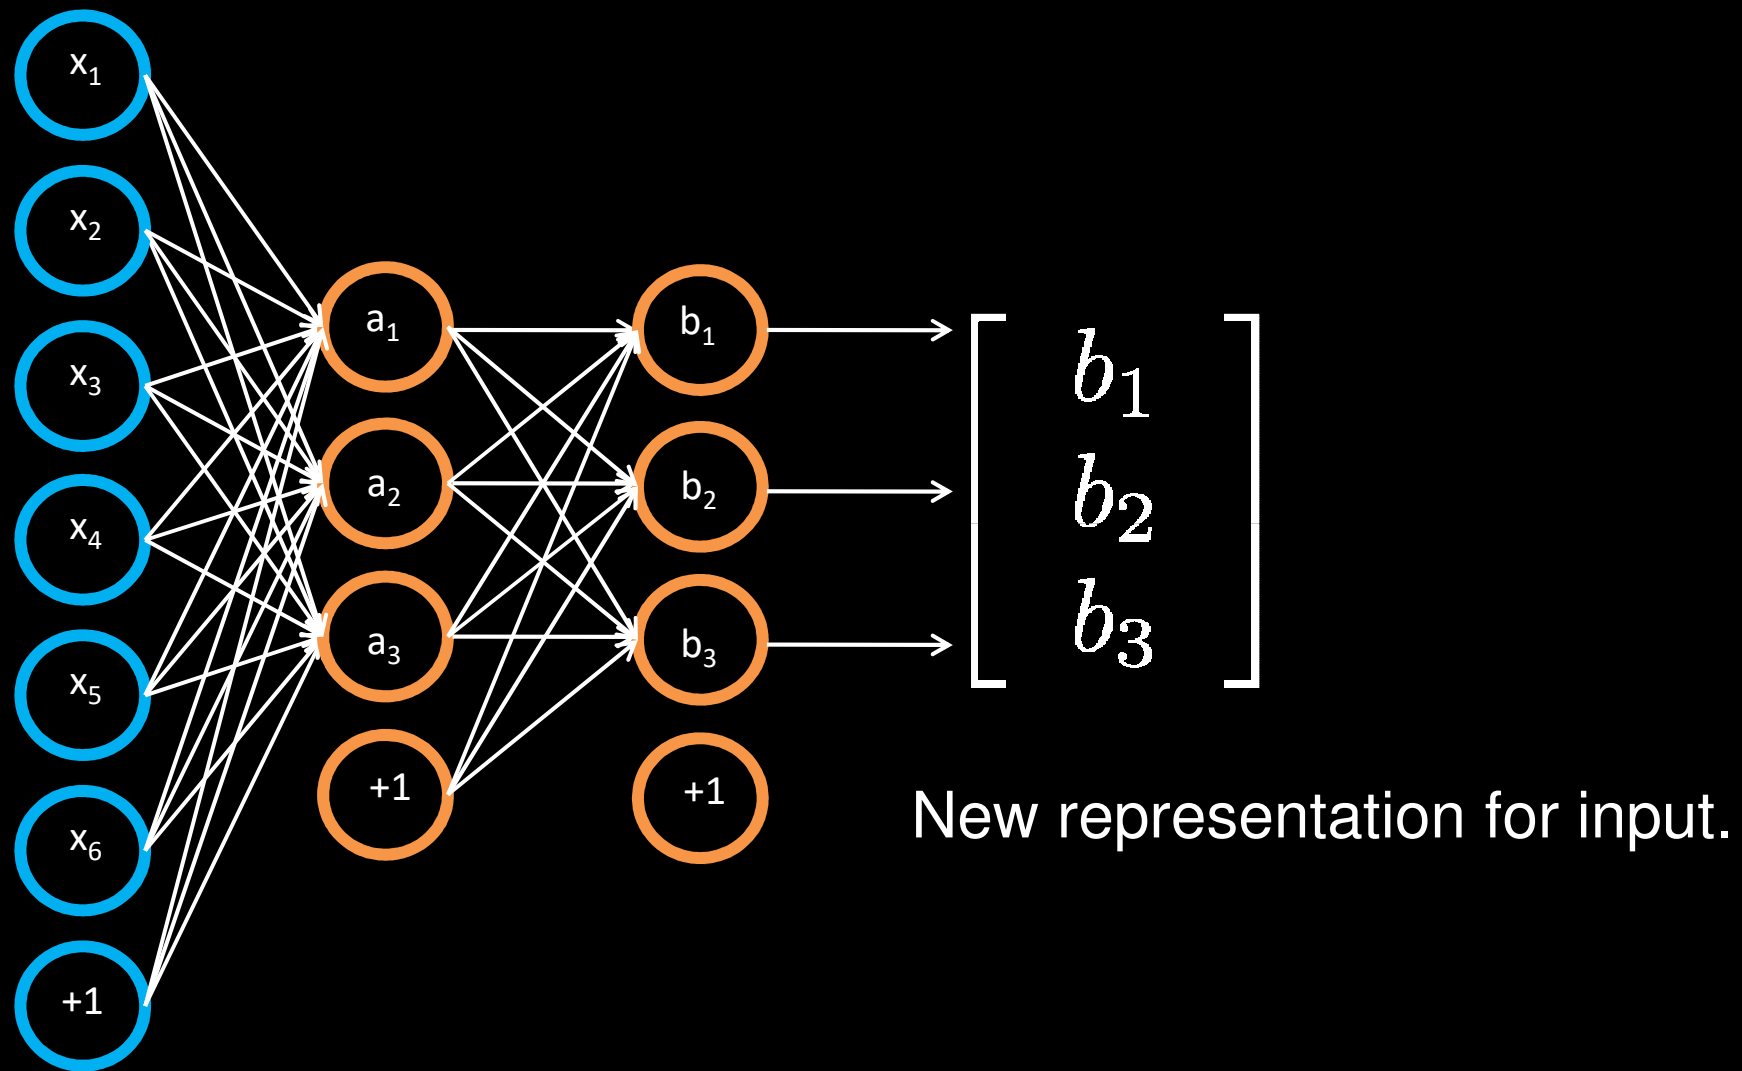 x₁
x₂
x₃
x₄
x₅
x₆
+1
a₁
a₂
a₃
+1
b₁
b₂
b₃
+1
b₁
b₂
b₃
New representation for input.